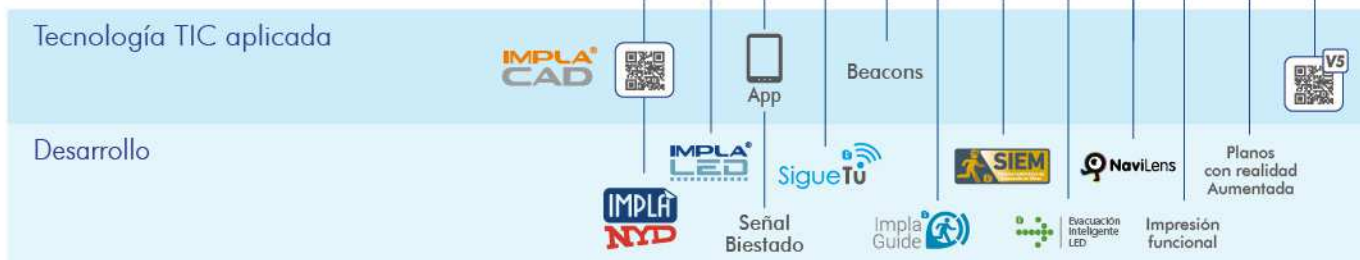 Tecnología TIC aplicada
IMPLA®
CAD
App
Beacons
V5
Desarrollo
IMPLA®
LED
SigueTú
SIEM
NaviLens
Planos
con realidad
Aumentada
IMPLA
NYD
Señal
Biestado
Impla
Guide
Evacuación
Inteligente
LED
Impresión
funcional